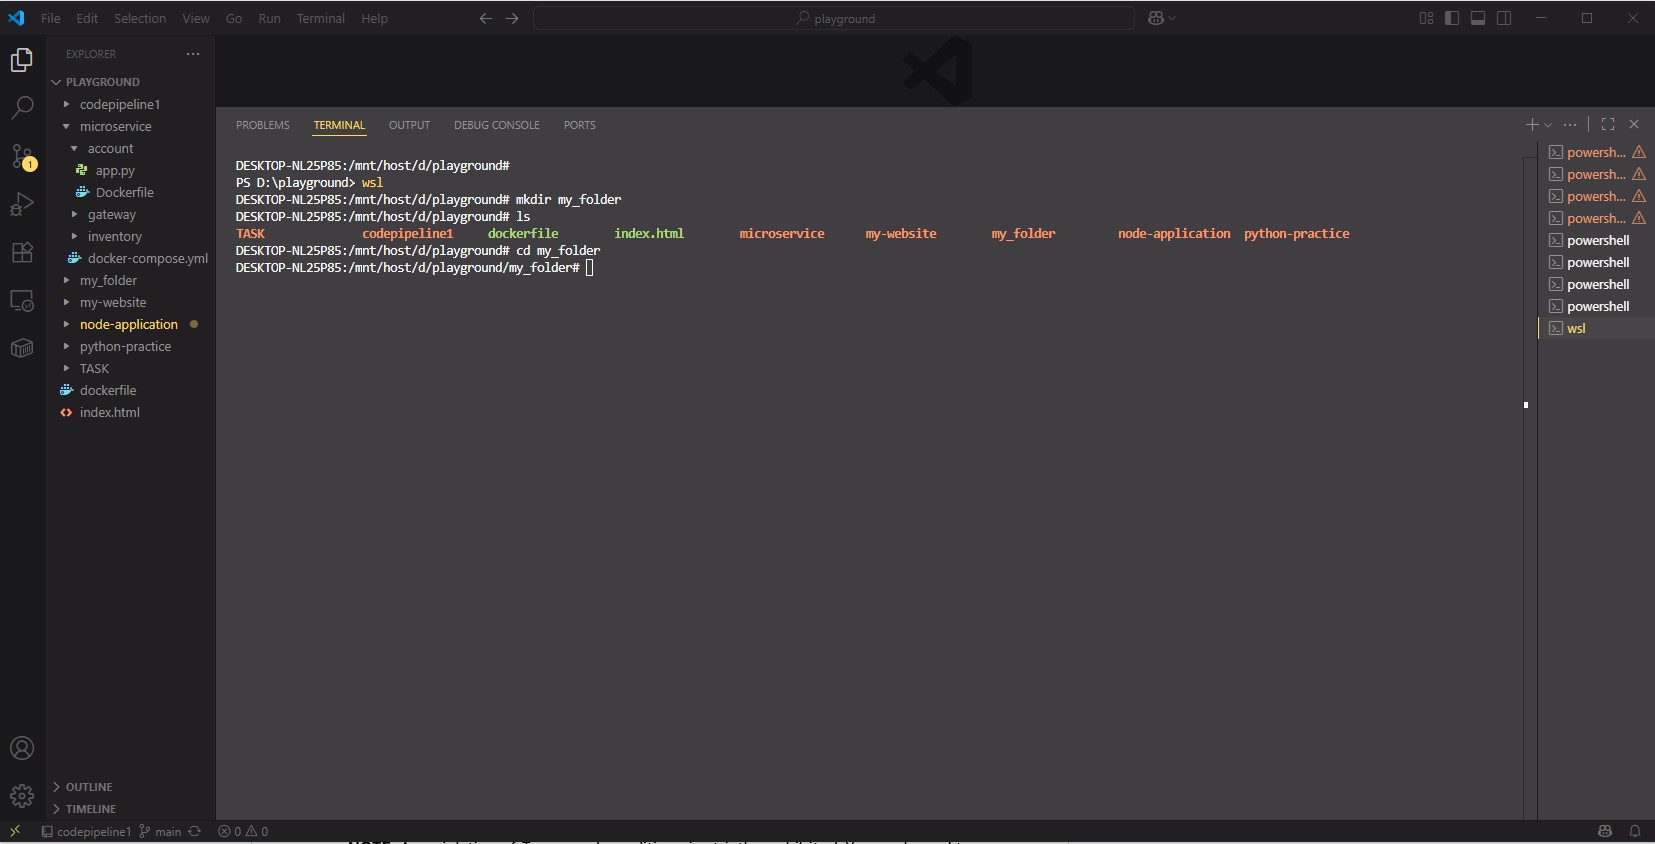 File Edit Selection View Go Run Terminal Help
playground
EXPLORER
PLAYGROUND
codepipeline1
microservice
account
app.py
Dockerfile
gateway
inventory
docker-compose.yml
my_folder
my-website
node-application
python-practice
TASK
dockerfile
index.html
OUTLINE
TIMELINE
1
PROBLEMS TERMINAL OUTPUT DEBUG CONSOLE PORTS
DESKTOP-NL25P85:/mnt/host/d/playground#
PS D:\playground> wsl
DESKTOP-NL25P85:/mnt/host/d/playground# mkdir my_folder
DESKTOP-NL25P85:/mnt/host/d/playground# ls
TASK codepipeline1 dockerfile index.html microservice my-website my_folder node-application python-practice
DESKTOP-NL25P85:/mnt/host/d/playground# cd my_folder
DESKTOP-NL25P85:/mnt/host/d/playground/my_folder#
powersh...
powersh...
powersh...
powersh...
powershell
powershell
powershell
powershell
wsl
codepipeline1 main 0 0